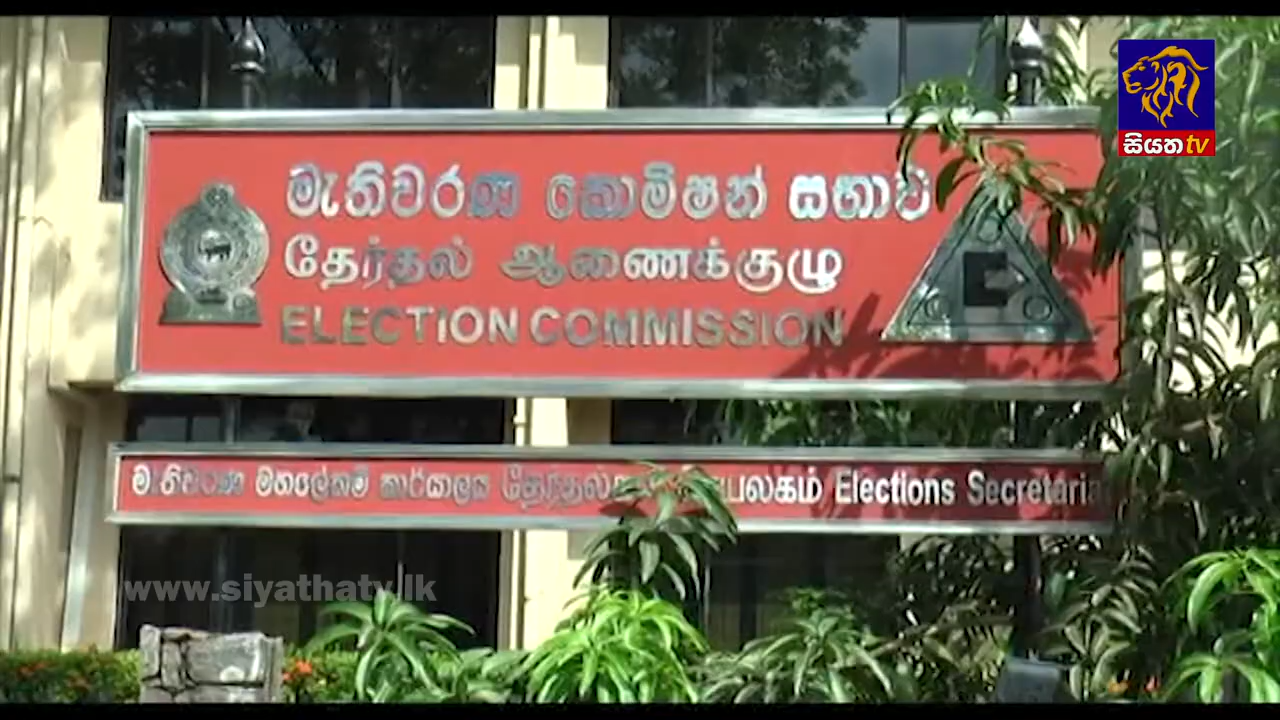 සියත tv
මැතිවරණ කොමිෂන් සභාව
தேர்தல் ஆணைக்குழு
ELECTION COMMISSION
මැතිවරණ මහලේකම් කාර්යාලය Elections Secretaria
www.siyathatv.lk